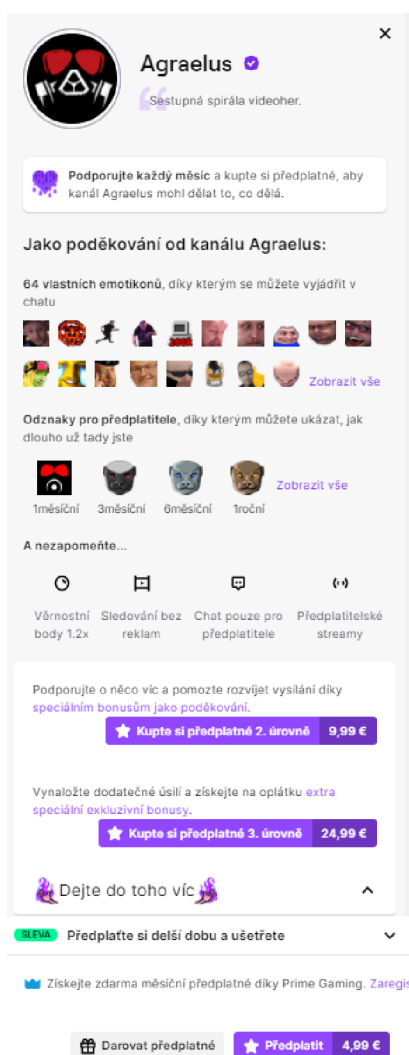 Agraelus
Sestupná spirála videoher.
Podporujte každý měsíc a kupte si předplatné, aby
kanál Agraelus mohl dělat to, co dělá.
Jako poděkování od kanálu Agraelus:
64 vlastních emotikonů, díky kterým se můžete vyjádřit v
chatu
Zobrazit vše
Odznaky pro předplatitele, díky kterým můžete ukázat, jak
dlouho už tady jste
Zobrazit vše
1měsíční 3měsíční 6měsíční 1roční
A nezapomeňte...
Věrnostní Sledování bez Chat pouze pro Předplatitelské
body 1.2x reklam předplatitele streamy
Podporujte o něco víc a pomozte rozvíjet vysílání díky
speciálním bonusům jako poděkování.
Kupte si předplatné 2. úrovně 9,99 €
Vynaložte dodatečné úsilí a získejte na oplátku extra
speciální exkluzivní bonusy.
Kupte si předplatné 3. úrovně 24,99 €
Dejte do toho víc
SLEVA Předplaťte si delší dobu a ušetřete
Získejte zdarma měsíční předplatné díky Prime Gaming. Zaregis
Darovat předplatné Předplatit 4,99 €